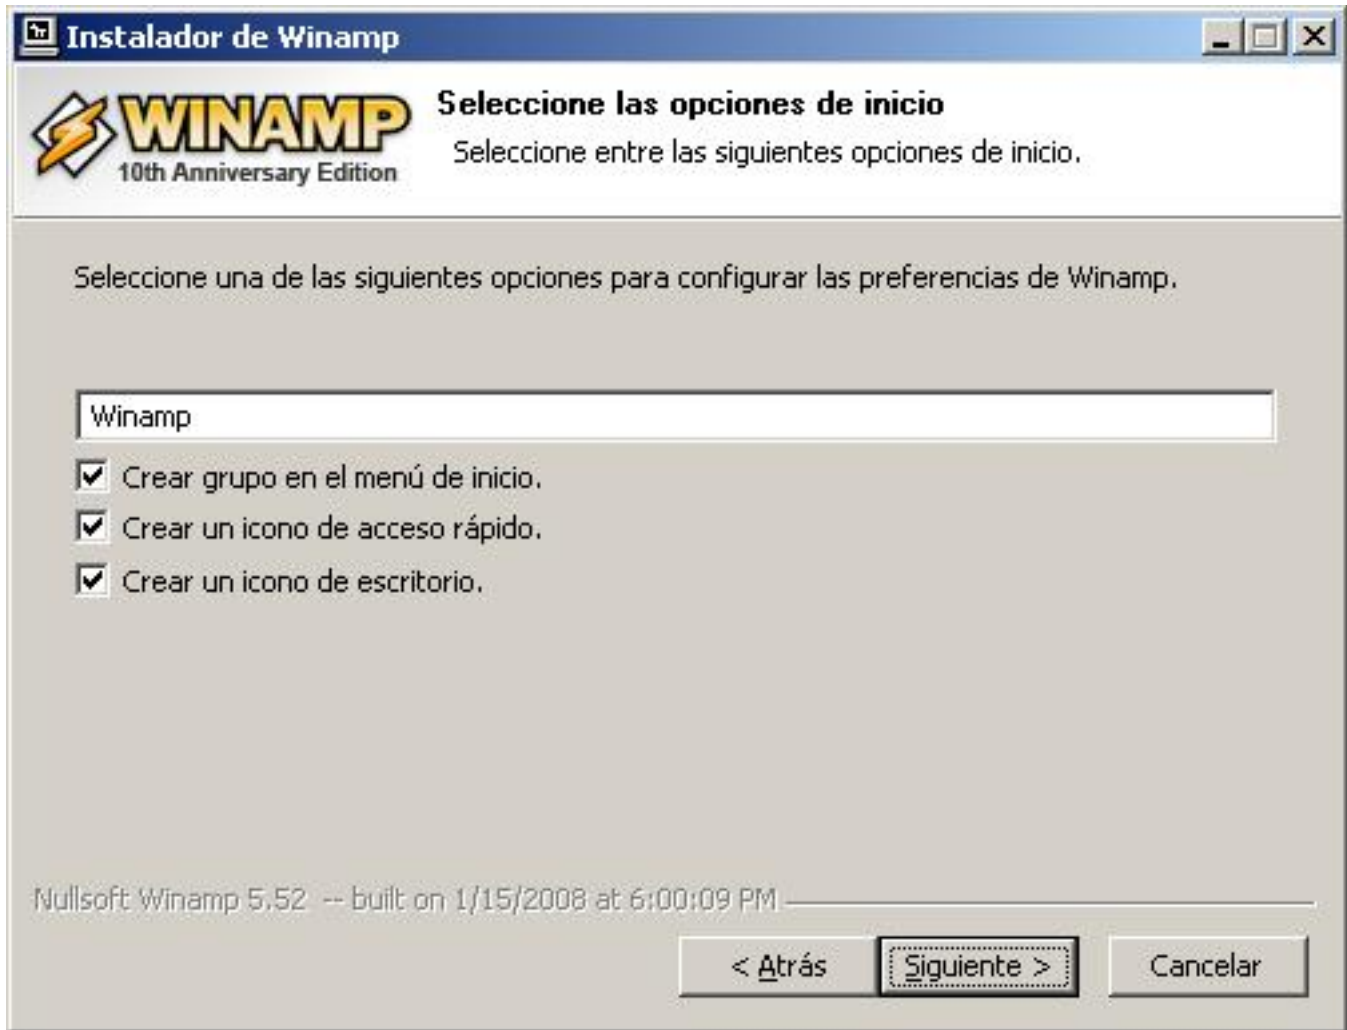 Instalador de Winamp
WINAMP
10th Anniversary Edition
Seleccione las opciones de inicio
Seleccione entre las siguientes opciones de inicio.
Seleccione una de las siguientes opciones para configurar las preferencias de Winamp.
Winamp
Crear grupo en el menú de inicio.
Crear un icono de acceso rápido.
Crear un icono de escritorio.
Nullsoft Winamp 5.52 -- built on 1/15/2008 at 6:00:09 PM
< Atrás Siguiente > Cancelar